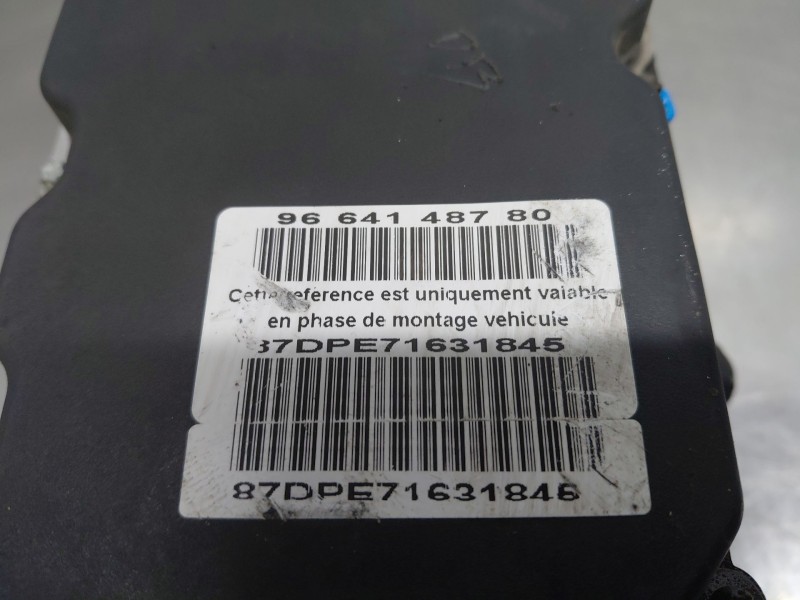 96 641 487 80
Cette reference est uniquement valable
en phase de montage vehicule
87DPE71631845
87DPE71631845